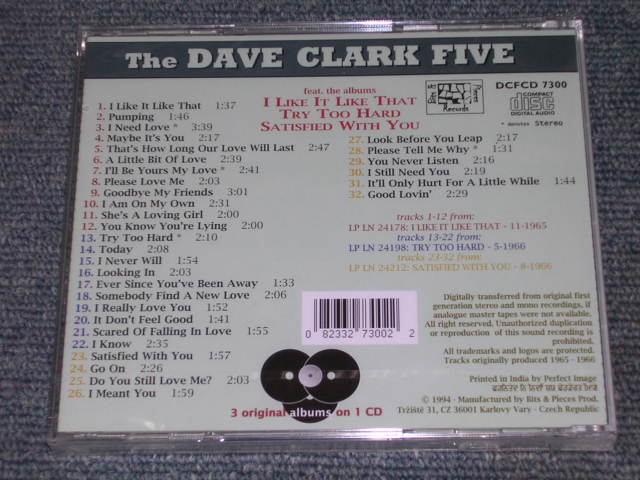 The DAVE CLARK FIVE
feat. the albums
I LIKE IT LIKE THAT
TRY TOO HARD
SATISFIED WITH YOU
Records
DCFCD 7300
COMPACT
disc
DIGITAL AUDIO
* denotes Stereo
1. I Like It Like That 1:37
2. Pumping 1:46
3. I Need Love * 3:39
4. Maybe It's You 2:17
5. That's How Long Our Love Will Last 2:47
6. A Little Bit Of Love 2:39
7. I'll Be Yours My Love * 2:41
8. Please Love Me 2:03
9. Goodbye My Friends 3:01
10. I Am On My Own 2:31
11. She's A Loving Girl 2:00
12. You Know You're Lying 2:00
13. Try Too Hard * 2:10
14. Today 2:08
15. I Never Will 1:54
16. Looking In 2:03
17. Ever Since You've Been Away 1:33
18. Somebody Find A New Love 2:06
19. I Really Love You 1:52
20. It Don't Feel Good 1:41
21. Scared Of Falling In Love 1:55
22. I Know 2:35
23. Satisfied With You 1:57
24. Go On 2:26
25. Do You Still Love Me? 2:03
26. I Meant You 1:59
27. Look Before You Leap 2:17
28. Please Tell Me Why * 1:31
29. You Never Listen 2:16
30. I Still Need You 2:19
31. It'll Only Hurt For A Little While 1:44
32. Good Lovin' 2:29
tracks 1-12 from:
LP LN 24178: I LIKE IT LIKE THAT - 11-1965
tracks 13-22 from:
LP LN 24198: TRY TOO HARD - 5-1966
tracks 23-32 from:
LP LN 24212: SATISFIED WITH YOU - 8-1966
0 82332 73002 2
3 original albums on 1 CD
Digitally transferred from original first
generation stereo and mono recordings, if
analogue master tapes were not available.
All right reserved. Unauthorized duplication
or reproduction of this sound recording is
prohibited.
All trademarks and logos are protected.
Tracks originally produced 1965 - 1966
Printed in India by Perfect Image
© 1994 · Manufactured by Bits & Pieces Prod.
Tržiště 31, CZ 36001 Karlovy Vary - Czech Republic